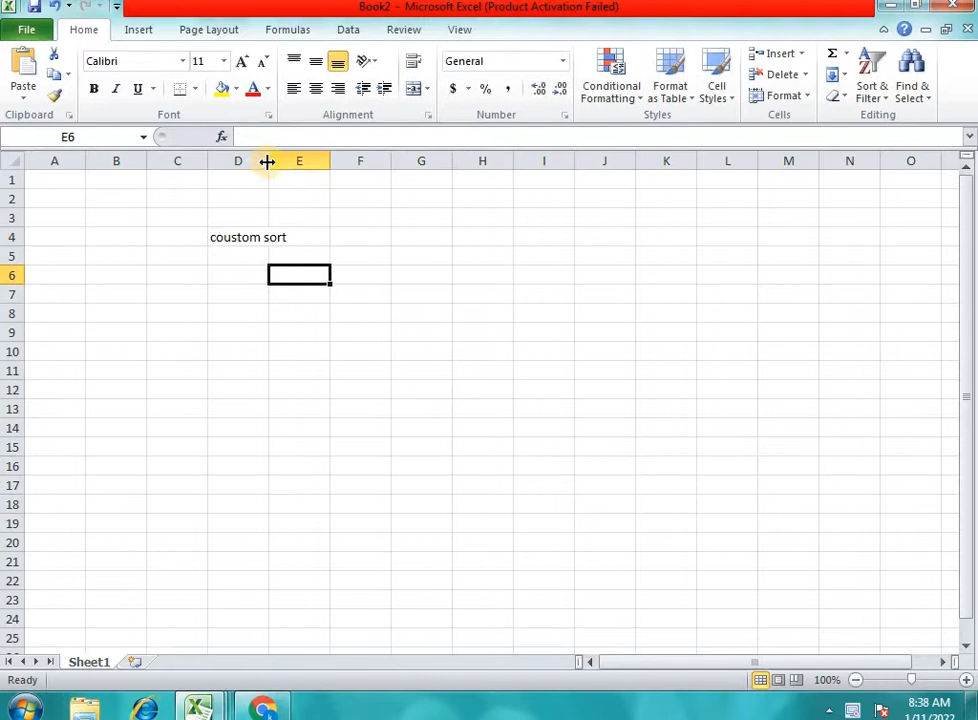 Book2 - Microsoft Excel (Product Activation Failed)
File Home Insert Page Layout Formulas Data Review View
Paste
Clipboard
Calibri 11
B I U A
Font
Alignment
General
$ % ,
Number
Conditional Formatting
Format as Table
Cell Styles
Insert
Delete
Format
Cells
Σ
Sort & Filter
Find & Select
Editing
E6 fx
A B C D E F G H I J K L M N O
1
2
3
4 coustom sort
5
6
7
8
9
10
11
12
13
14
15
16
17
18
19
20
21
22
23
24
25
Sheet1
Ready 100%
8:38 AM
1/11/2022